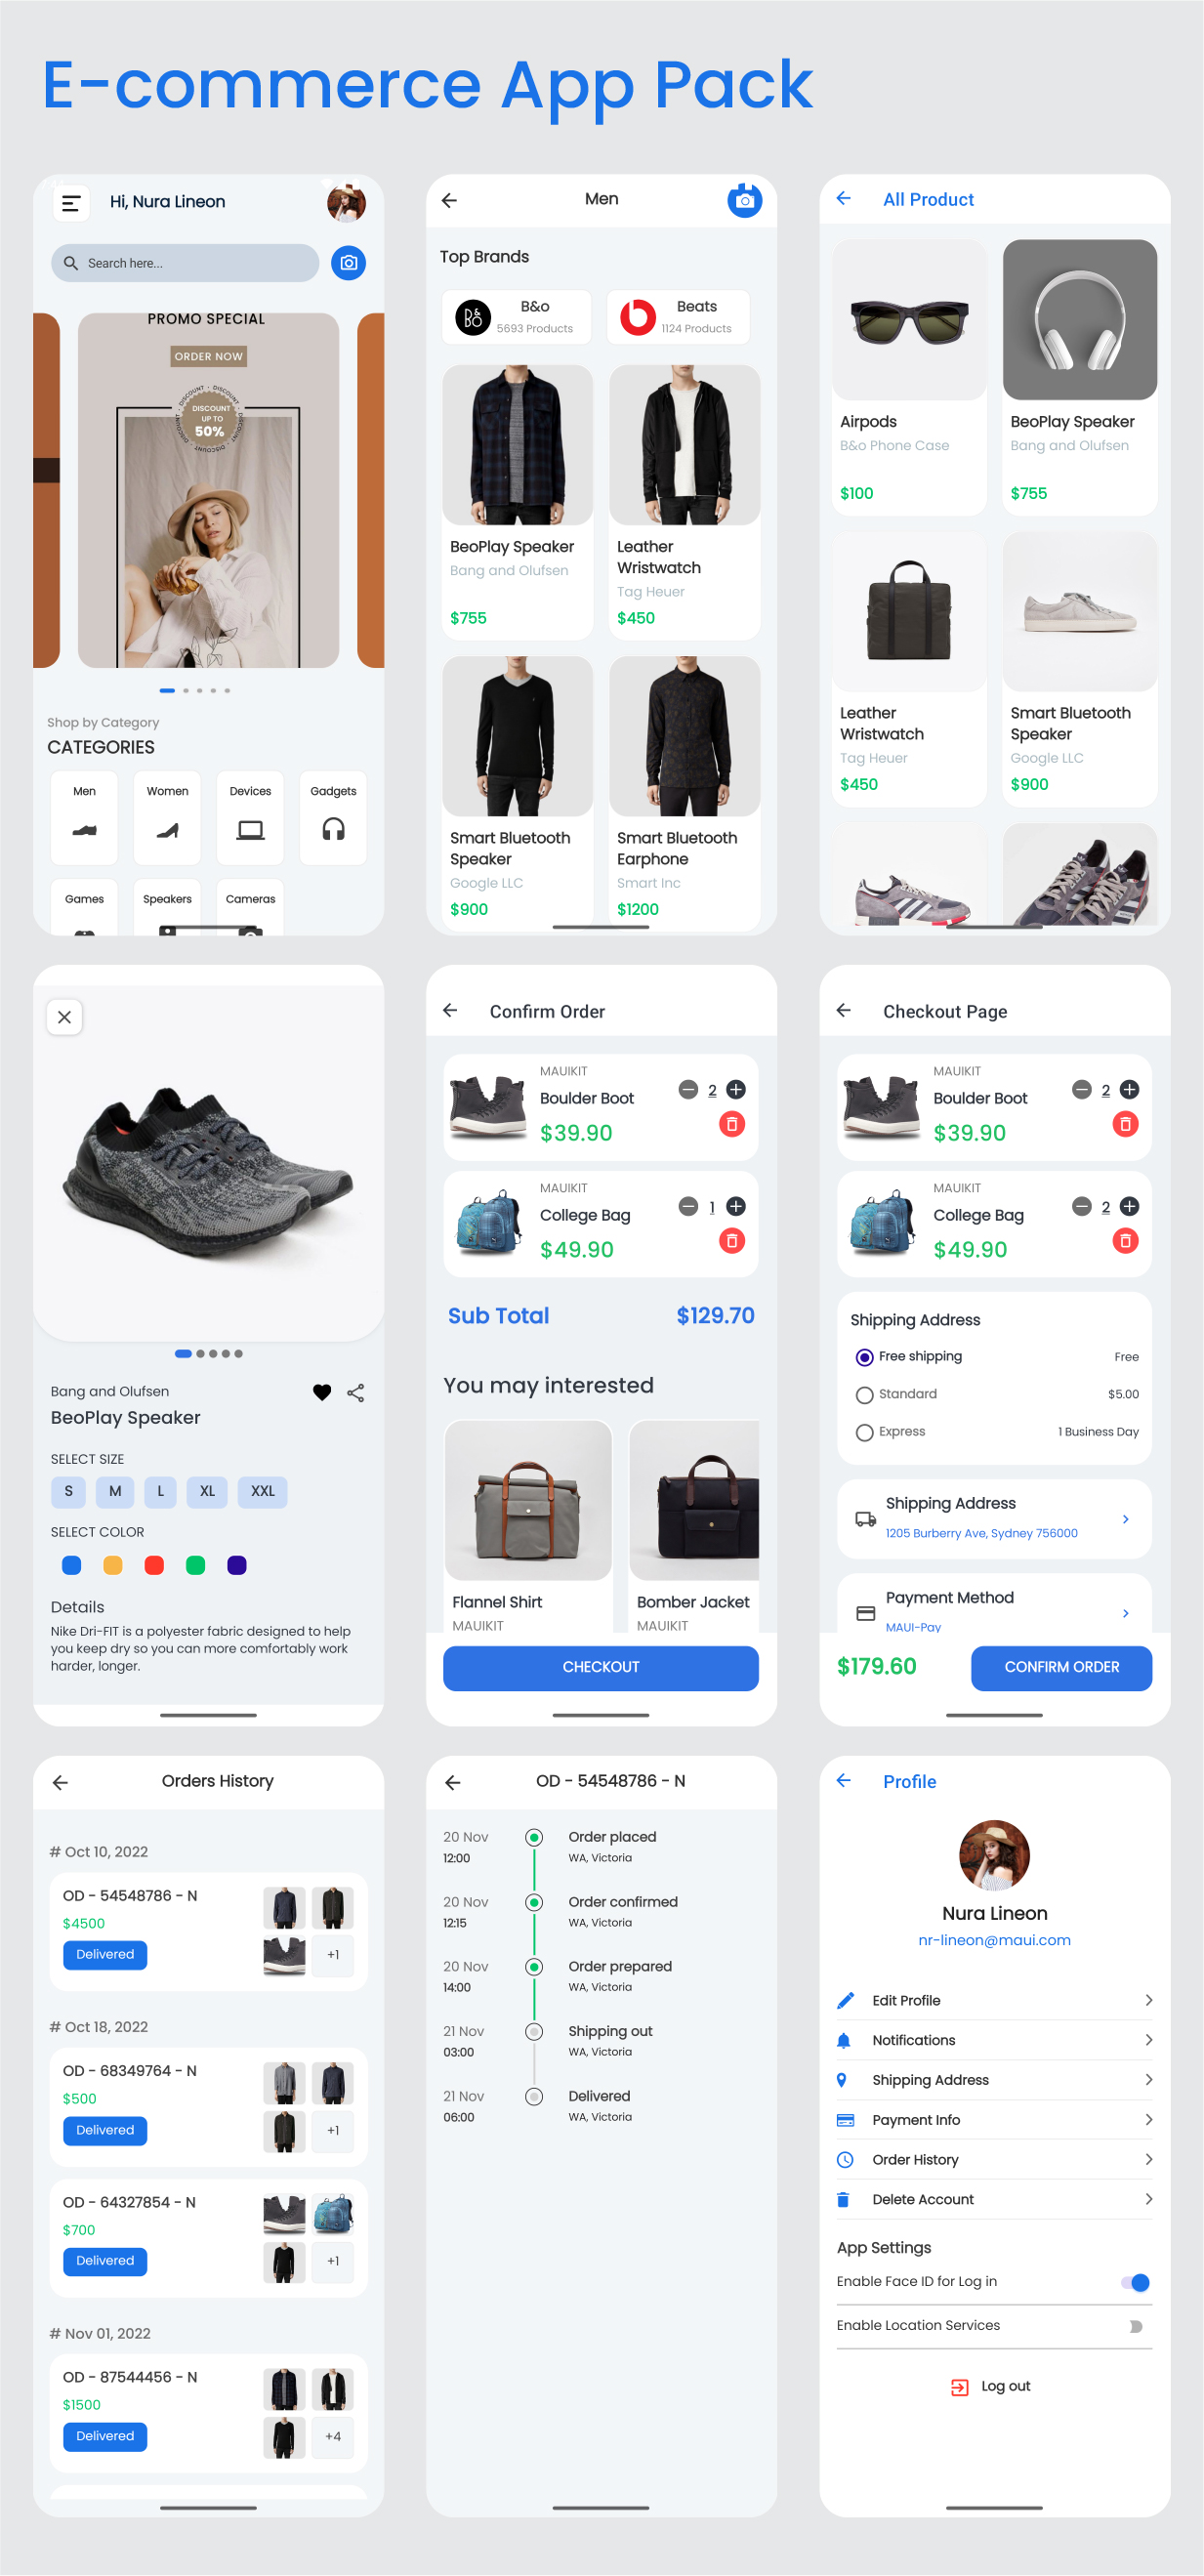 E-commerce App Pack
Hi, Nura Lineon
Search here...
PROMO SPECIAL
ORDER NOW
DISCOUNT · DISCOUNT · DISCOUNT · DISCOUNT
DISCOUNT
UP TO
50%
Shop by Category
CATEGORIES
Men
Women
Devices
Gadgets
Games
Speakers
Cameras
Men
Top Brands
B&O
B&o
5693 Products
Beats
1124 Products
BeoPlay Speaker
Bang and Olufsen
$755
Leather
Wristwatch
Tag Heuer
$450
Smart Bluetooth
Speaker
Google LLC
$900
Smart Bluetooth
Earphone
Smart Inc
$1200
All Product
Airpods
B&o Phone Case
$100
BeoPlay Speaker
Bang and Olufsen
$755
Leather
Wristwatch
Tag Heuer
$450
Smart Bluetooth
Speaker
Google LLC
$900
Bang and Olufsen
BeoPlay Speaker
SELECT SIZE
S M L XL XXL
SELECT COLOR
Details
Nike Dri-FIT is a polyester fabric designed to help
you keep dry so you can more comfortably work
harder, longer.
Confirm Order
MAUIKIT
Boulder Boot
2
$39.90
MAUIKIT
College Bag
1
$49.90
Sub Total $129.70
You may interested
Flannel Shirt
MAUIKIT
Bomber Jacket
MAUIKIT
CHECKOUT
Checkout Page
MAUIKIT
Boulder Boot
2
$39.90
MAUIKIT
College Bag
2
$49.90
Shipping Address
Free shipping Free
Standard $5.00
Express 1 Business Day
Shipping Address
1205 Burberry Ave, Sydney 756000
Payment Method
MAUI-Pay
$179.60
CONFIRM ORDER
Orders History
# Oct 10, 2022
OD - 54548786 - N
$4500
Delivered
+1
# Oct 18, 2022
OD - 68349764 - N
$500
Delivered
+1
OD - 64327854 - N
$700
Delivered
+1
# Nov 01, 2022
OD - 87544456 - N
$1500
Delivered
+4
OD - 54548786 - N
20 Nov Order placed
12:00 WA, Victoria
20 Nov Order confirmed
12:15 WA, Victoria
20 Nov Order prepared
14:00 WA, Victoria
21 Nov Shipping out
03:00 WA, Victoria
21 Nov Delivered
06:00 WA, Victoria
Profile
Nura Lineon
nr-lineon@maui.com
Edit Profile
Notifications
Shipping Address
Payment Info
Order History
Delete Account
App Settings
Enable Face ID for Log in
Enable Location Services
Log out